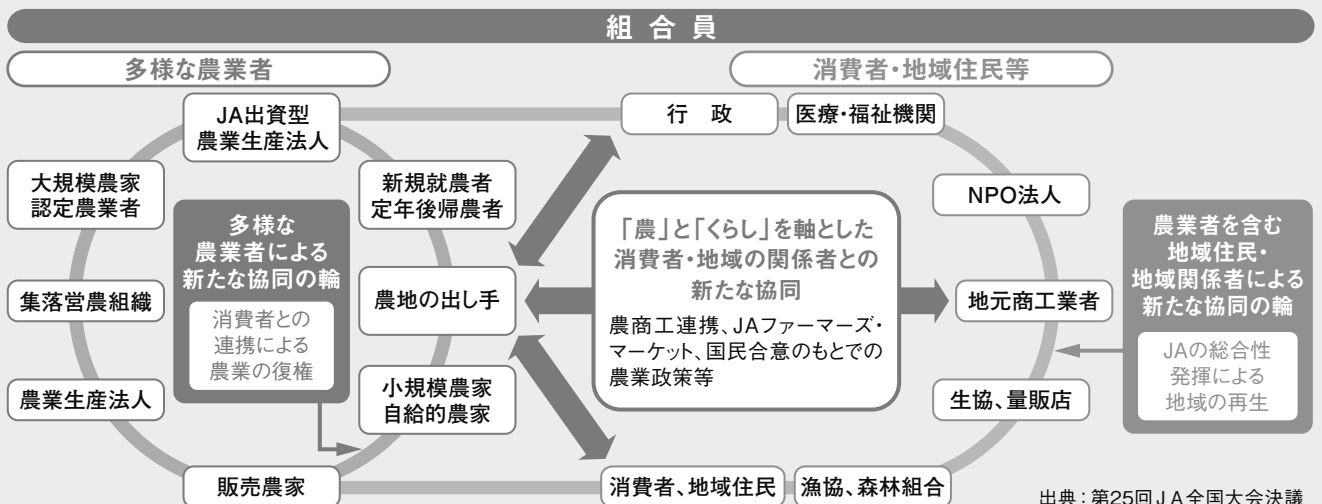 組合員
多様な農業者
消費者・地域住民等
JA出資型
農業生産法人
行 政
医療・福祉機関
大規模農家
認定農業者
新規就農者
定年後帰農者
NPO法人
多様な
農業者による
新たな協同の輪
消費者との
連携による
農業の復権
「農」と「くらし」を軸とした
消費者・地域の関係者との
新たな協同
農商工連携、JAファーマーズ・
マーケット、国民合意のもとでの
農業政策等
農業者を含む
地域住民・
地域関係者による
新たな協同の輪
JAの総合性
発揮による
地域の再生
集落営農組織
農地の出し手
地元商工業者
農業生産法人
小規模農家
自給的農家
生協、量販店
販売農家
消費者、地域住民
漁協、森林組合
出典：第25回JA全国大会決議